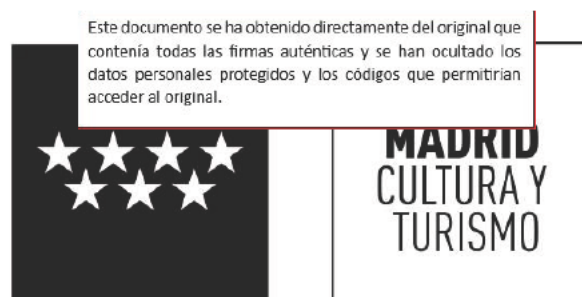 Este documento se ha obtenido directamente del original que
contenía todas las firmas auténticas y se han ocultado los
datos personales protegidos y los códigos que permitirían
acceder al original.
MADRID
CULTURA Y
TURISMO